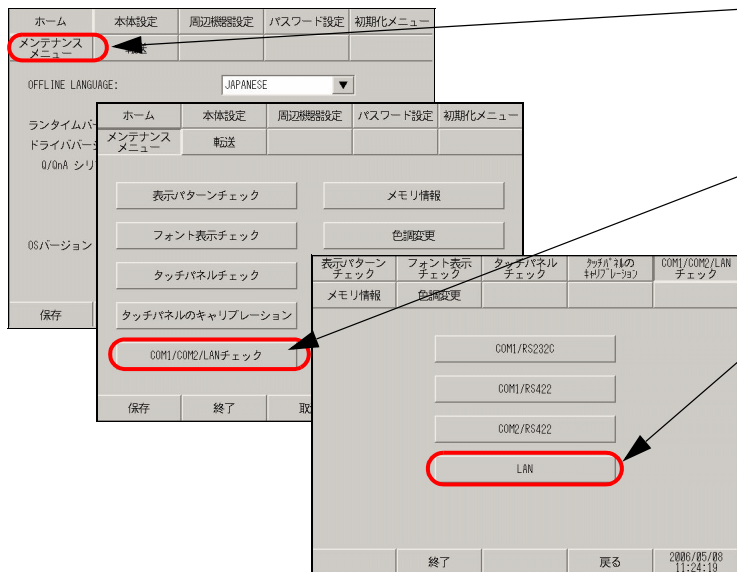 ホーム 本体設定 周辺機器設定 パスワード設定 初期化メニュー
メンテナンス
メニュー
OFFLINE LANGUAGE: JAPANESE ▼
ランタイムバ
ドライババー
Q/QnA シリ
OSバージョン
保存
ホーム 本体設定 周辺機器設定 パスワード設定 初期化メニュー
メンテナンス
メニュー 転送
表示パターンチェック メモリ情報
フォント表示チェック 色調変更
タッチパネルチェック
タッチパネルのキャリブレーション
COM1/COM2/LANチェック
保存 終了 取
表示パターン
チェック
フォント表示
チェック
タッチパネル
チェック
タッチパネルの
キャリブレーション
COM1/COM2/LAN
チェック
メモリ情報 色調変更
COM1/RS232C
COM1/RS422
COM2/RS422
LAN
終了 戻る 2006/05/08
11:24:19